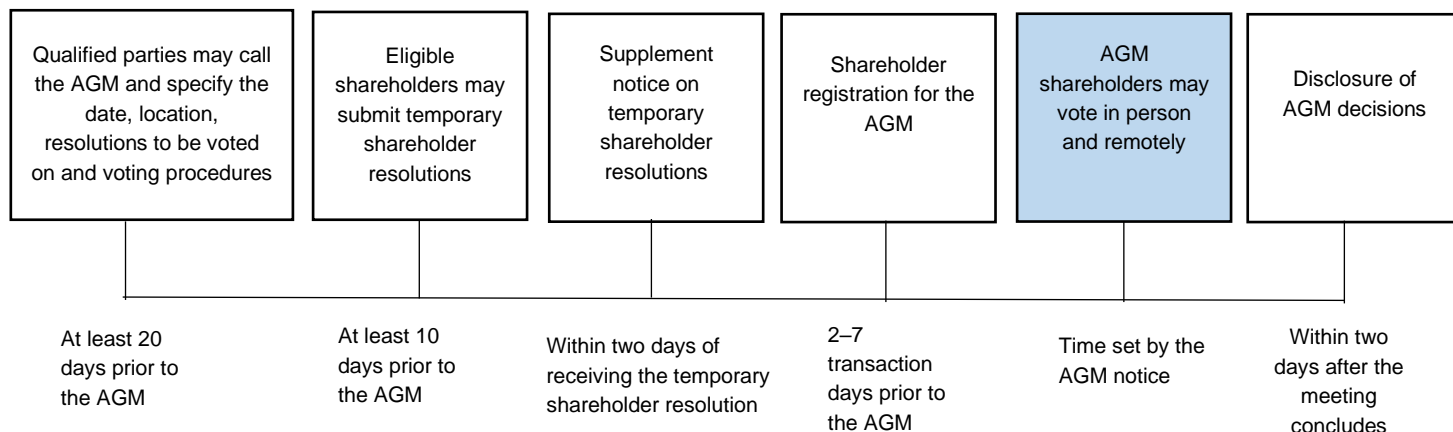 Qualified parties may call
the AGM and specify the
date, location,
resolutions to be voted
on and voting procedures
Eligible
shareholders may
submit temporary
shareholder
resolutions
Supplement
notice on
temporary
shareholder
resolutions
Shareholder
registration for the
AGM
AGM
shareholders may
vote in person
and remotely
Disclosure of
AGM decisions
At least 20
days prior to
the AGM
At least 10
days prior to
the AGM
Within two days of
receiving the temporary
shareholder resolution
2–7
transaction
days prior to
the AGM
Time set by the
AGM notice
Within two
days after the
meeting
concludes